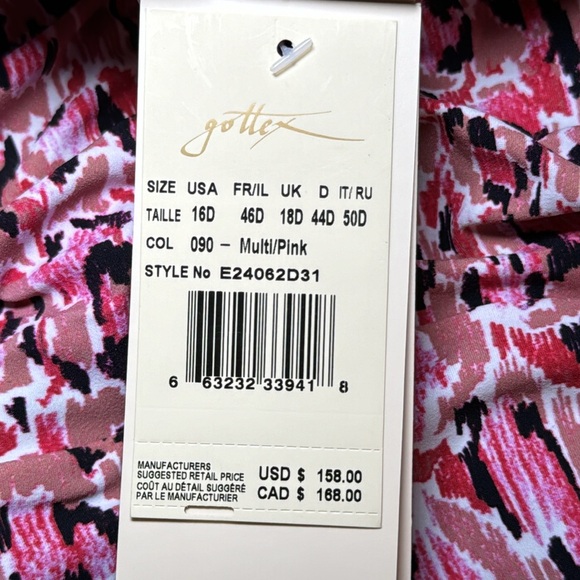 gottex
SIZE USA FR/IL UK D IT/RU
TAILLE 16D 46D 18D 44D 50D
COL 090 - Multi/Pink
STYLE No E24062D31
6 63232 33941 8
MANUFACTURERS
SUGGESTED RETAIL PRICE USD $ 158.00
COÛT AU DÉTAIL SUGGÉRÉ
PAR LE MANUFACTURIER CAD $ 168.00